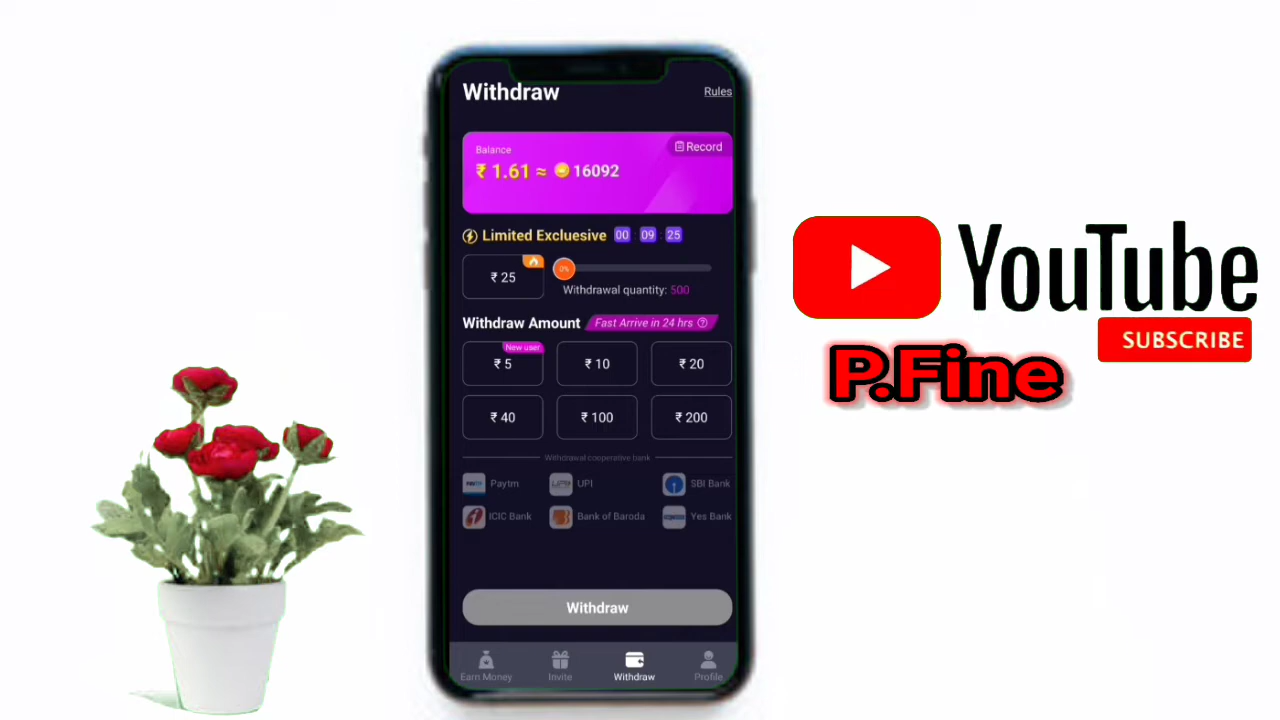 Withdraw
Rules
Balance
Record
₹ 1.61 ≈ 16092
Limited Excluesive 00 : 09 : 25
₹ 25
0%
Withdrawal quantity: 500
Withdraw Amount
Fast Arrive in 24 hrs ?
New user
₹ 5
₹ 10
₹ 20
₹ 40
₹ 100
₹ 200
Withdrawal cooperative bank
Paytm
UPI
SBI Bank
ICIC Bank
Bank of Baroda
Yes Bank
Withdraw
Earn Money
Invite
Withdraw
Profile
YouTube
SUBSCRIBE
P.Fine